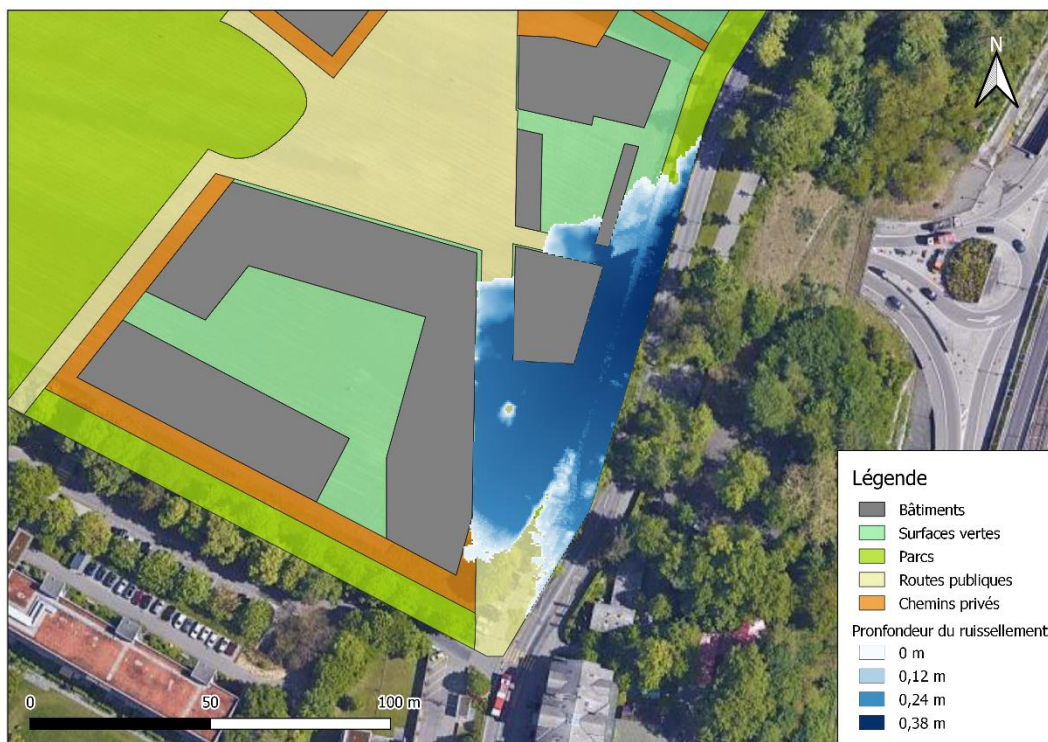 N
Légende
Bâtiments
Surfaces vertes
Parcs
Routes publiques
Chemins privés
Pronfondeur du ruissellement
0 m
0,12 m
0,24 m
0,38 m
0 50 100 m